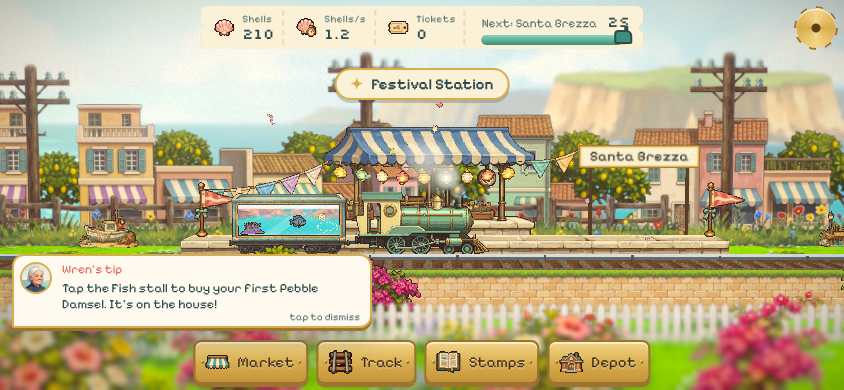 Shells
210
Shells/s
1.2
Tickets
0
Next: Santa Brezza
2s
Festival Station
Santa Brezza
Wren's tip
Tap the Fish stall to buy your first Pebble
Damsel. It's on the house!
tap to dismiss
Market
Track
Stamps
Depot